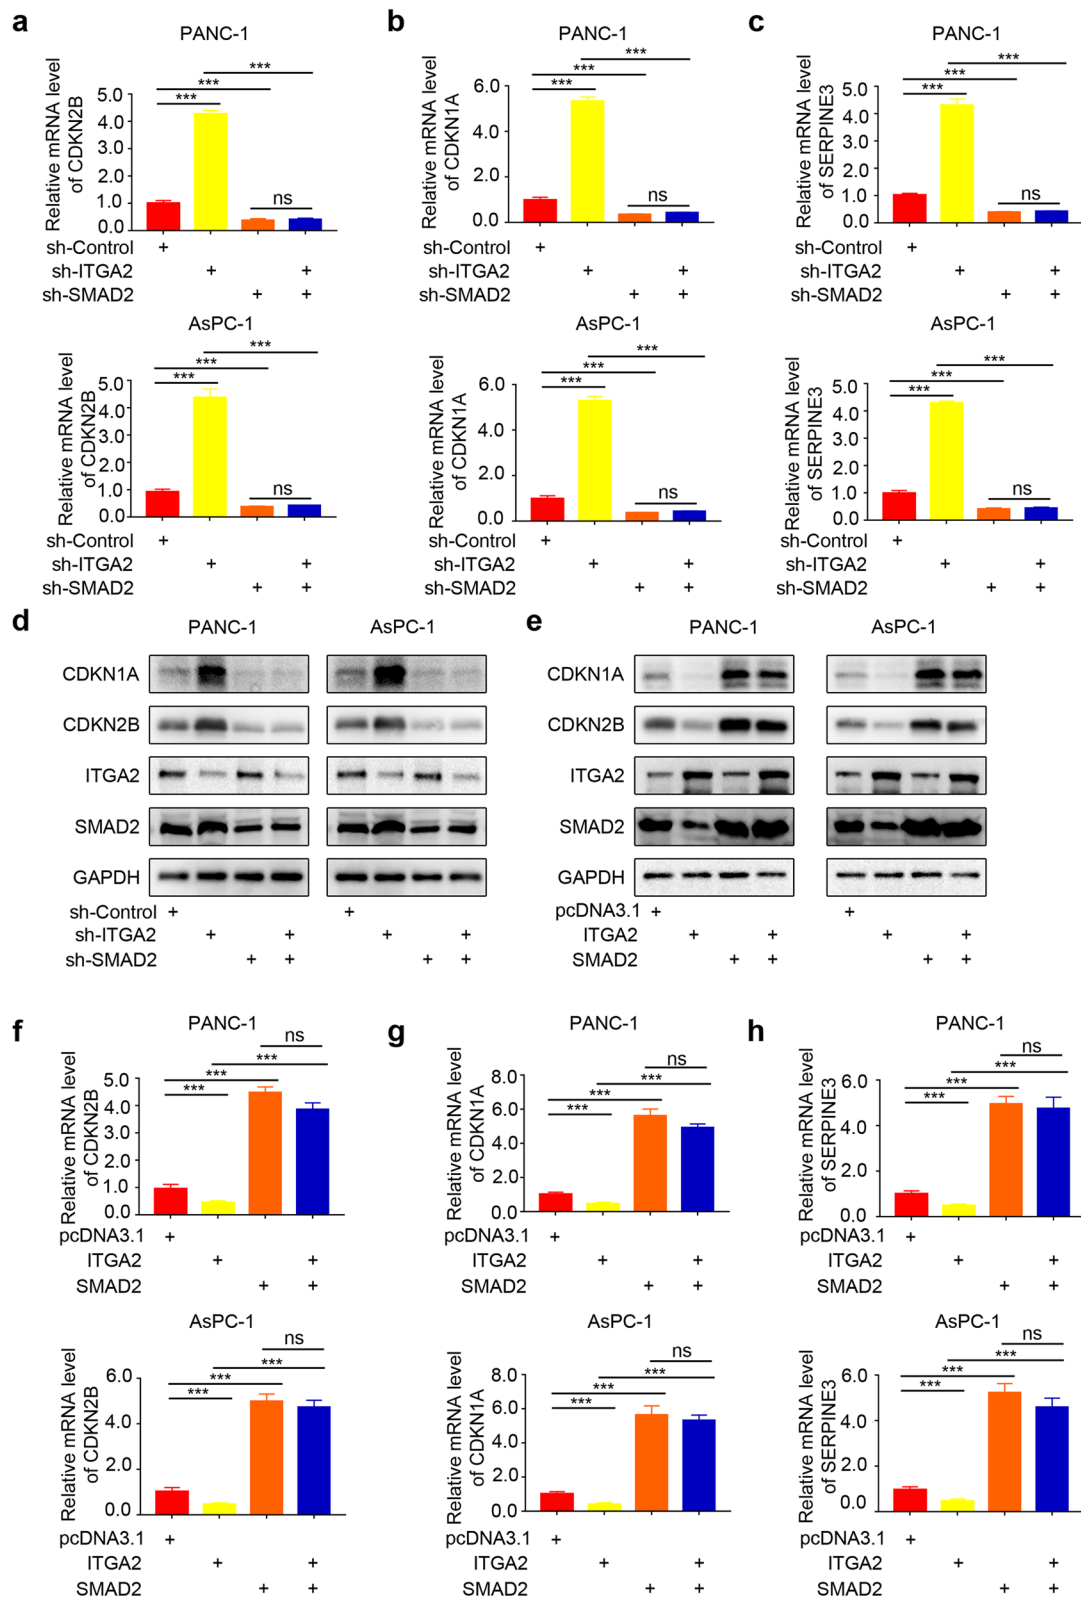 a
b
c
PANC-1
PANC-1
PANC-1
Relative mRNA level
of CDKN2B
5.0
4.0
3.0
2.0
1.0
0.0
***
***
***
ns
Relative mRNA level
of CDKN1A
6.0
4.0
2.0
0.0
***
***
***
ns
Relative mRNA level
of SERPINE3
5.0
4.0
3.0
2.0
1.0
0.0
***
***
***
ns
sh-Control +
sh-ITGA2 + +
sh-SMAD2 + +
sh-Control +
sh-ITGA2 + +
sh-SMAD2 + +
sh-Control +
sh-ITGA2 + +
sh-SMAD2 + +
AsPC-1
AsPC-1
AsPC-1
Relative mRNA level
of CDKN2B
5.0
4.0
3.0
2.0
1.0
0.0
***
***
***
ns
Relative mRNA level
of CDKN1A
6.0
4.0
2.0
0.0
***
***
***
ns
Relative mRNA level
of SERPINE3
5.0
4.0
3.0
2.0
1.0
0.0
***
***
***
ns
sh-Control +
sh-ITGA2 + +
sh-SMAD2 + +
sh-Control +
sh-ITGA2 + +
sh-SMAD2 + +
sh-Control +
sh-ITGA2 + +
sh-SMAD2 + +
d
PANC-1 AsPC-1
CDKN1A
CDKN2B
ITGA2
SMAD2
GAPDH
sh-Control + +
sh-ITGA2 + + + +
sh-SMAD2 + + + +
e
PANC-1 AsPC-1
CDKN1A
CDKN2B
ITGA2
SMAD2
GAPDH
pcDNA3.1 + +
ITGA2 + + + +
SMAD2 + + + +
f
g
h
PANC-1
PANC-1
PANC-1
Relative mRNA level
of CDKN2B
5.0
4.0
3.0
2.0
1.0
0.0
ns
***
***
***
Relative mRNA level
of CDKN1A
8.0
6.0
4.0
2.0
0.0
ns
***
***
***
Relative mRNA level
of SERPINE3
6.0
4.0
2.0
0.0
ns
***
***
***
pcDNA3.1 +
ITGA2 + +
SMAD2 + +
pcDNA3.1 +
ITGA2 + +
SMAD2 + +
pcDNA3.1 +
ITGA2 + +
SMAD2 + +
AsPC-1
AsPC-1
AsPC-1
Relative mRNA level
of CDKN2B
6.0
4.0
2.0
0.0
ns
***
***
***
Relative mRNA level
of CDKN1A
8.0
6.0
4.0
2.0
0.0
ns
***
***
***
Relative mRNA level
of SERPINE3
6.0
4.0
2.0
0.0
ns
***
***
***
pcDNA3.1 +
ITGA2 + +
SMAD2 + +
pcDNA3.1 +
ITGA2 + +
SMAD2 + +
pcDNA3.1 +
ITGA2 + +
SMAD2 + +